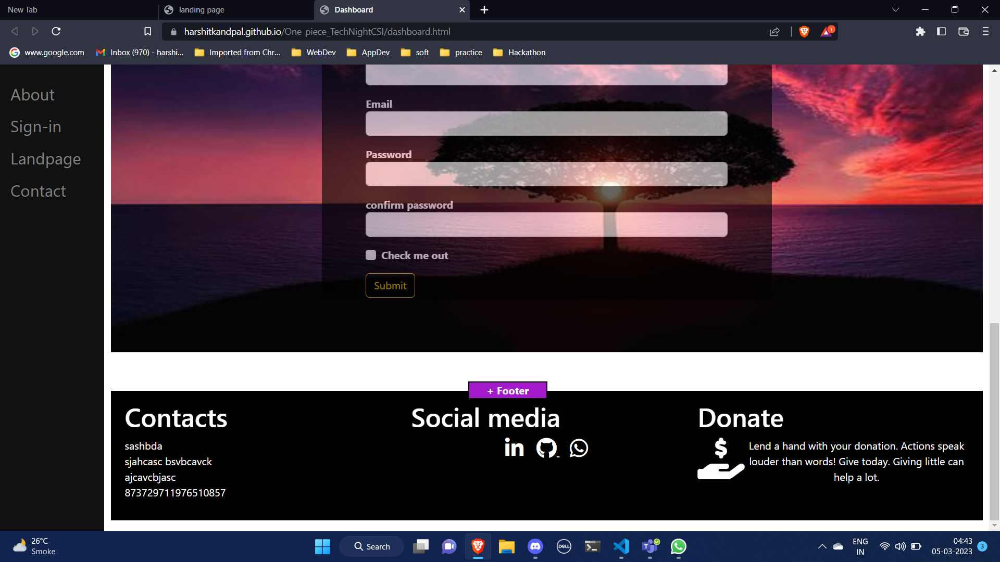 New Tab
landing page
Dashboard
harshitkandpal.github.io/One-piece_TechNightCSI/dashboard.html
1
www.google.com
Inbox (970) - harshi...
Imported from Chr...
WebDev
AppDev
soft
practice
Hackathon
About
Sign-in
Landpage
Contact
Email
Password
confirm password
Check me out
Submit
+ Footer
Contacts
sashbda
sjahcasc bsvbcavck
ajcavcbjasc
873729711976510857
Social media
in
Donate
$
Lend a hand with your donation. Actions speak
louder than words! Give today. Giving little can
help a lot.
26°C
Smoke
Search
DELL
ENG
IN
04:43
05-03-2023
3